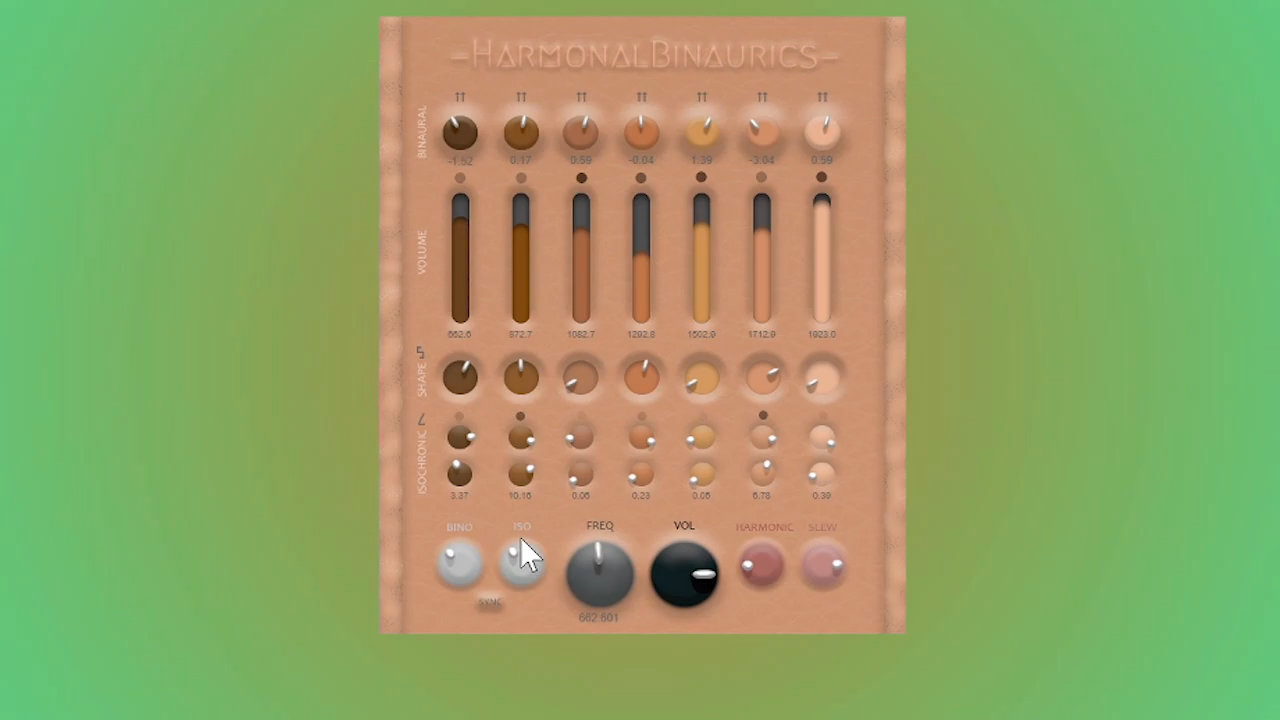 -HARMONALBINAURICS-
BINAURAL
-1.52 0.17 0.59 -0.04 1.39 -3.04 0.59
VOLUME
662.6 872.7 1082.7 1292.8 1502.9 1712.9 1923.0
SHAPE
ISOCHRONIC
3.37 10.16 0.06 0.23 0.06 6.78 0.39
BINO ISO FREQ VOL HARMONIC SLEW
SYNC
662.601